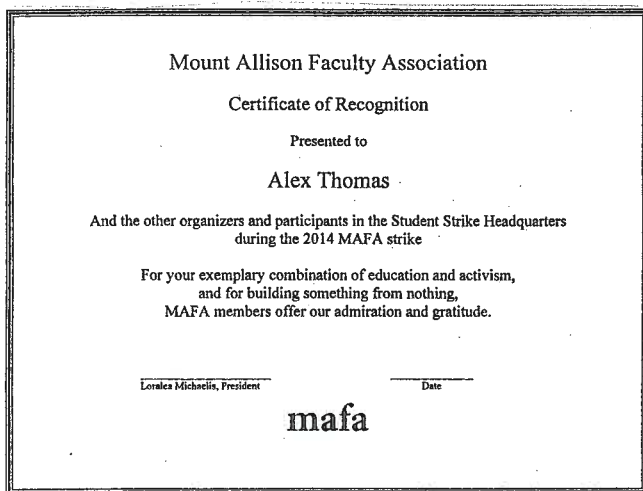 Mount Allison Faculty Association
Certificate of Recognition
Presented to
Alex Thomas
And the other organizers and participants in the Student Strike Headquarters
during the 2014 MAFA strike
For your exemplary combination of education and activism,
and for building something from nothing,
MAFA members offer our admiration and gratitude.
Loralea Michaelis, President
Date
mafa